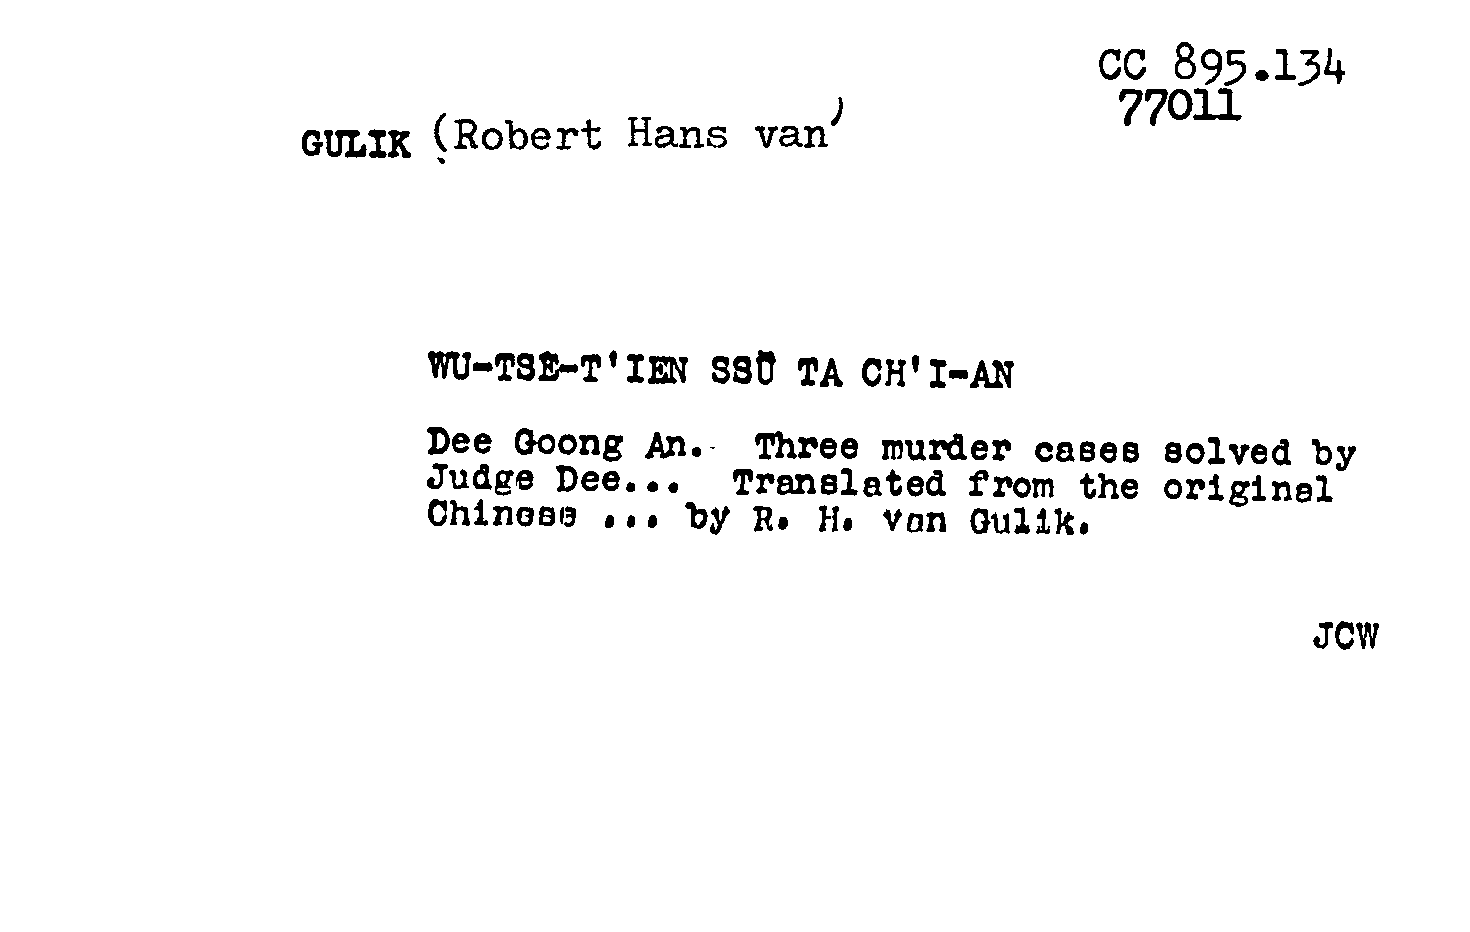 CC 895.134
77011
GULIK (Robert Hans van)
WU-TSÊ-T'IEN SSŬ TA CH'I-AN
Dee Goong An. Three murder cases solved by
Judge Dee... Translated from the original
Chinese ... by R. H. van Gulik.
JCW